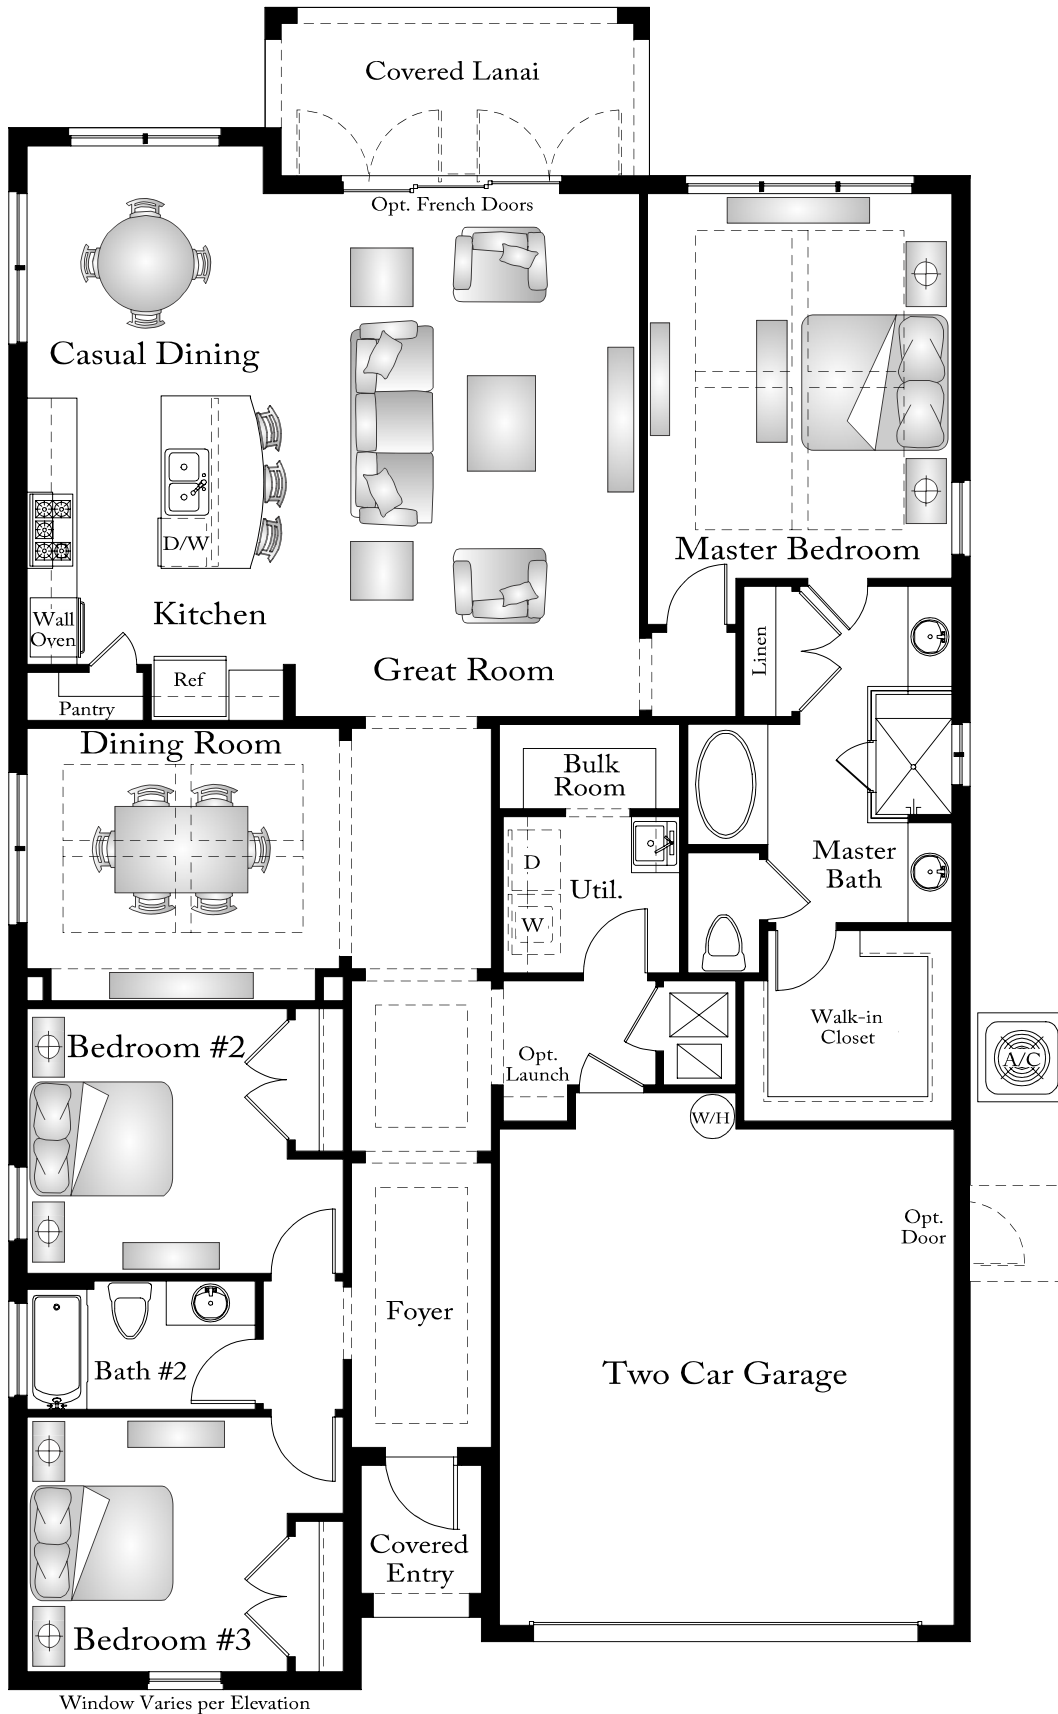 Covered Lanai
Opt. French Doors
Casual Dining
D/W
Master Bedroom
Wall
Oven
Kitchen
Linen
Great Room
Ref
Pantry
Dining Room
Bulk
Room
D
Util.
W
Master
Bath
Walk-in
Closet
Bedroom #2
Opt.
Launch
A/C
W/H
Opt.
Door
Foyer
Bath #2
Two Car Garage
Covered
Entry
Bedroom #3
Window Varies per Elevation